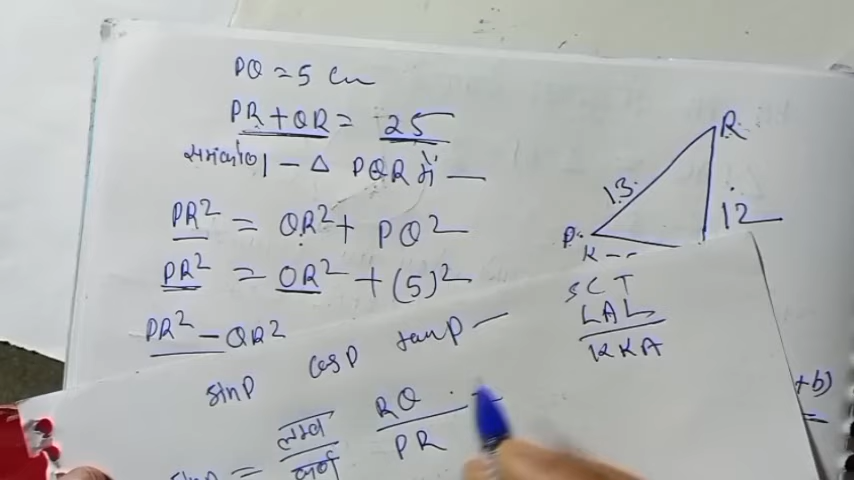 PQ = 5 cm
PR + QR = 25
समकोण - Δ PQR में —
PR² = QR² + PQ²
PR² = QR² + (5)²
PR² - QR²
R
13
12
P
K
sinP cosP tanP
S C T
LAL
KKA
sinP = लम्ब/कर्ण RQ/PR
+b)
=